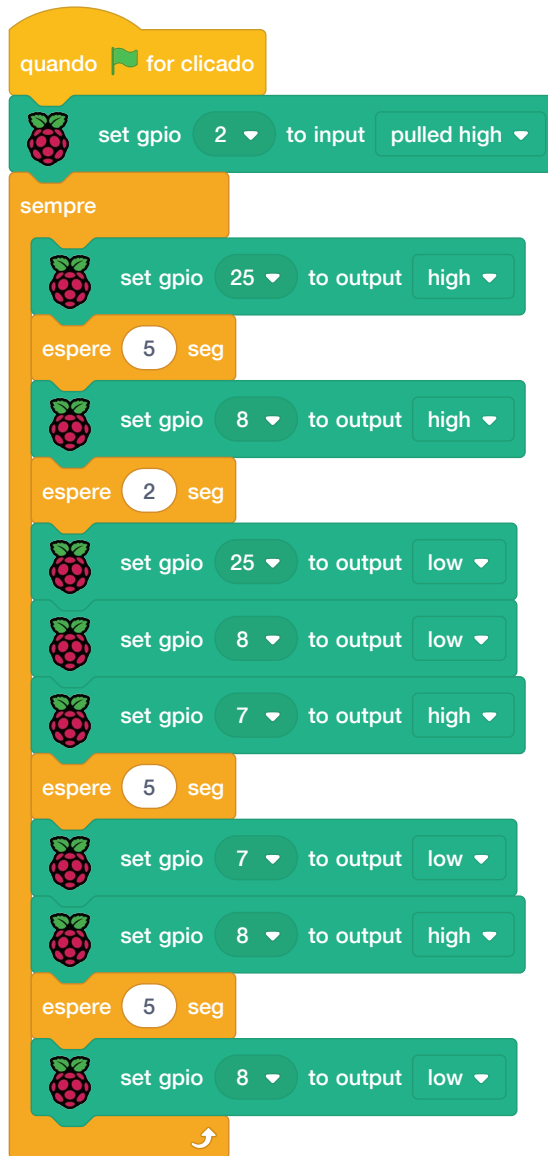 quando for clicado
set gpio 2 to input pulled high
sempre
set gpio 25 to output high
espere 5 seg
set gpio 8 to output high
espere 2 seg
set gpio 25 to output low
set gpio 8 to output low
set gpio 7 to output high
espere 5 seg
set gpio 7 to output low
set gpio 8 to output high
espere 5 seg
set gpio 8 to output low